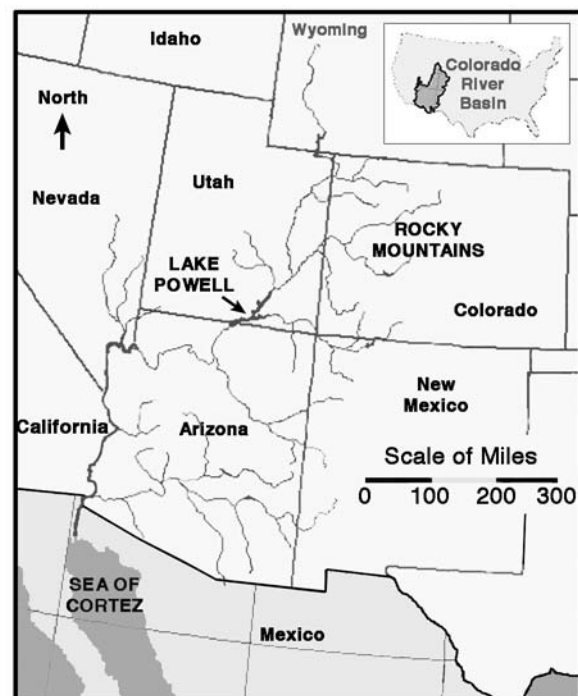 Idaho
Wyoming
Colorado
River
Basin
North
Nevada
Utah
ROCKY
MOUNTAINS
LAKE
POWELL
Colorado
New
Mexico
California
Arizona
Scale of Miles
0 100 200 300
SEA OF
CORTEZ
Mexico